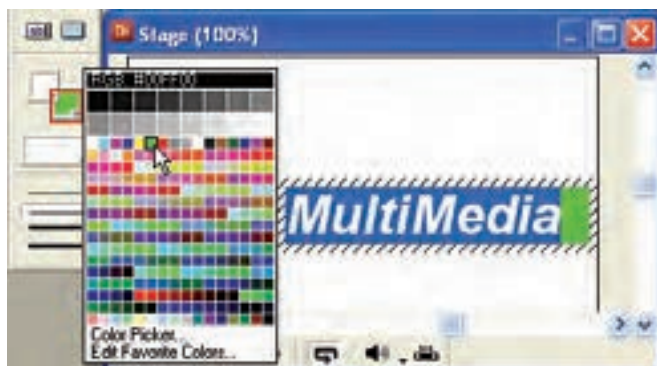 Stage (100%)
RGB #00FF00
MultiMedia
Color Picker...
Edit Favorite Colors...